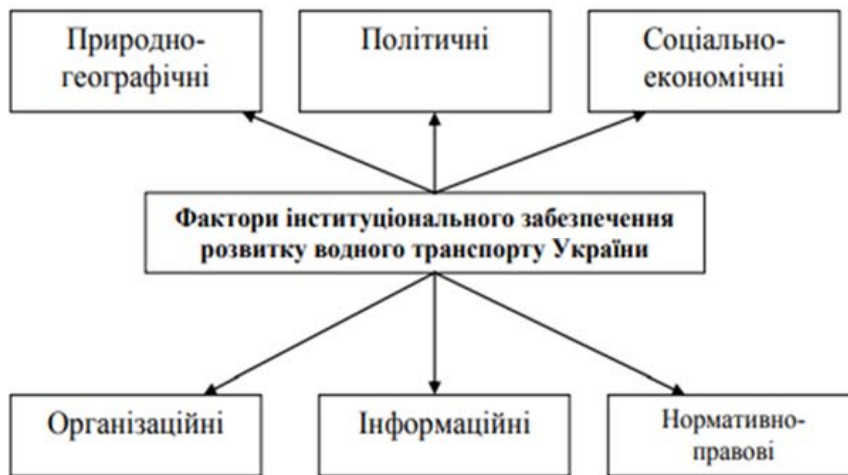 Природно-
географічні
Політичні
Соціально-
економічні
Фактори інституціонального забезпечення
розвитку водного транспорту України
Організаційні
Інформаційні
Нормативно-
правові